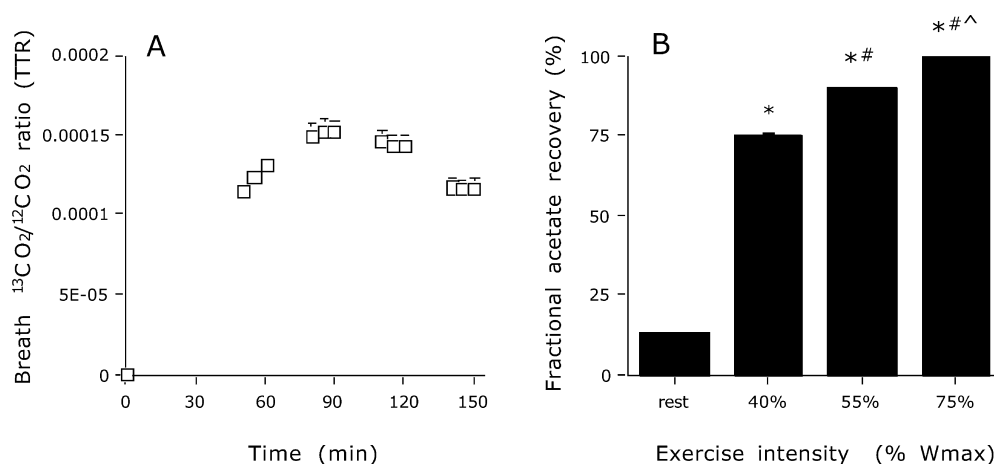 A
Breath ¹³CO₂/¹²CO₂ ratio (TTR)
0.0002
0.00015
0.0001
5E-05
0
0 30 60 90 120 150
Time (min)
B
Fractional acetate recovery (%)
100
75
50
25
0
*
*#
*#^
rest 40% 55% 75%
Exercise intensity (% Wmax)